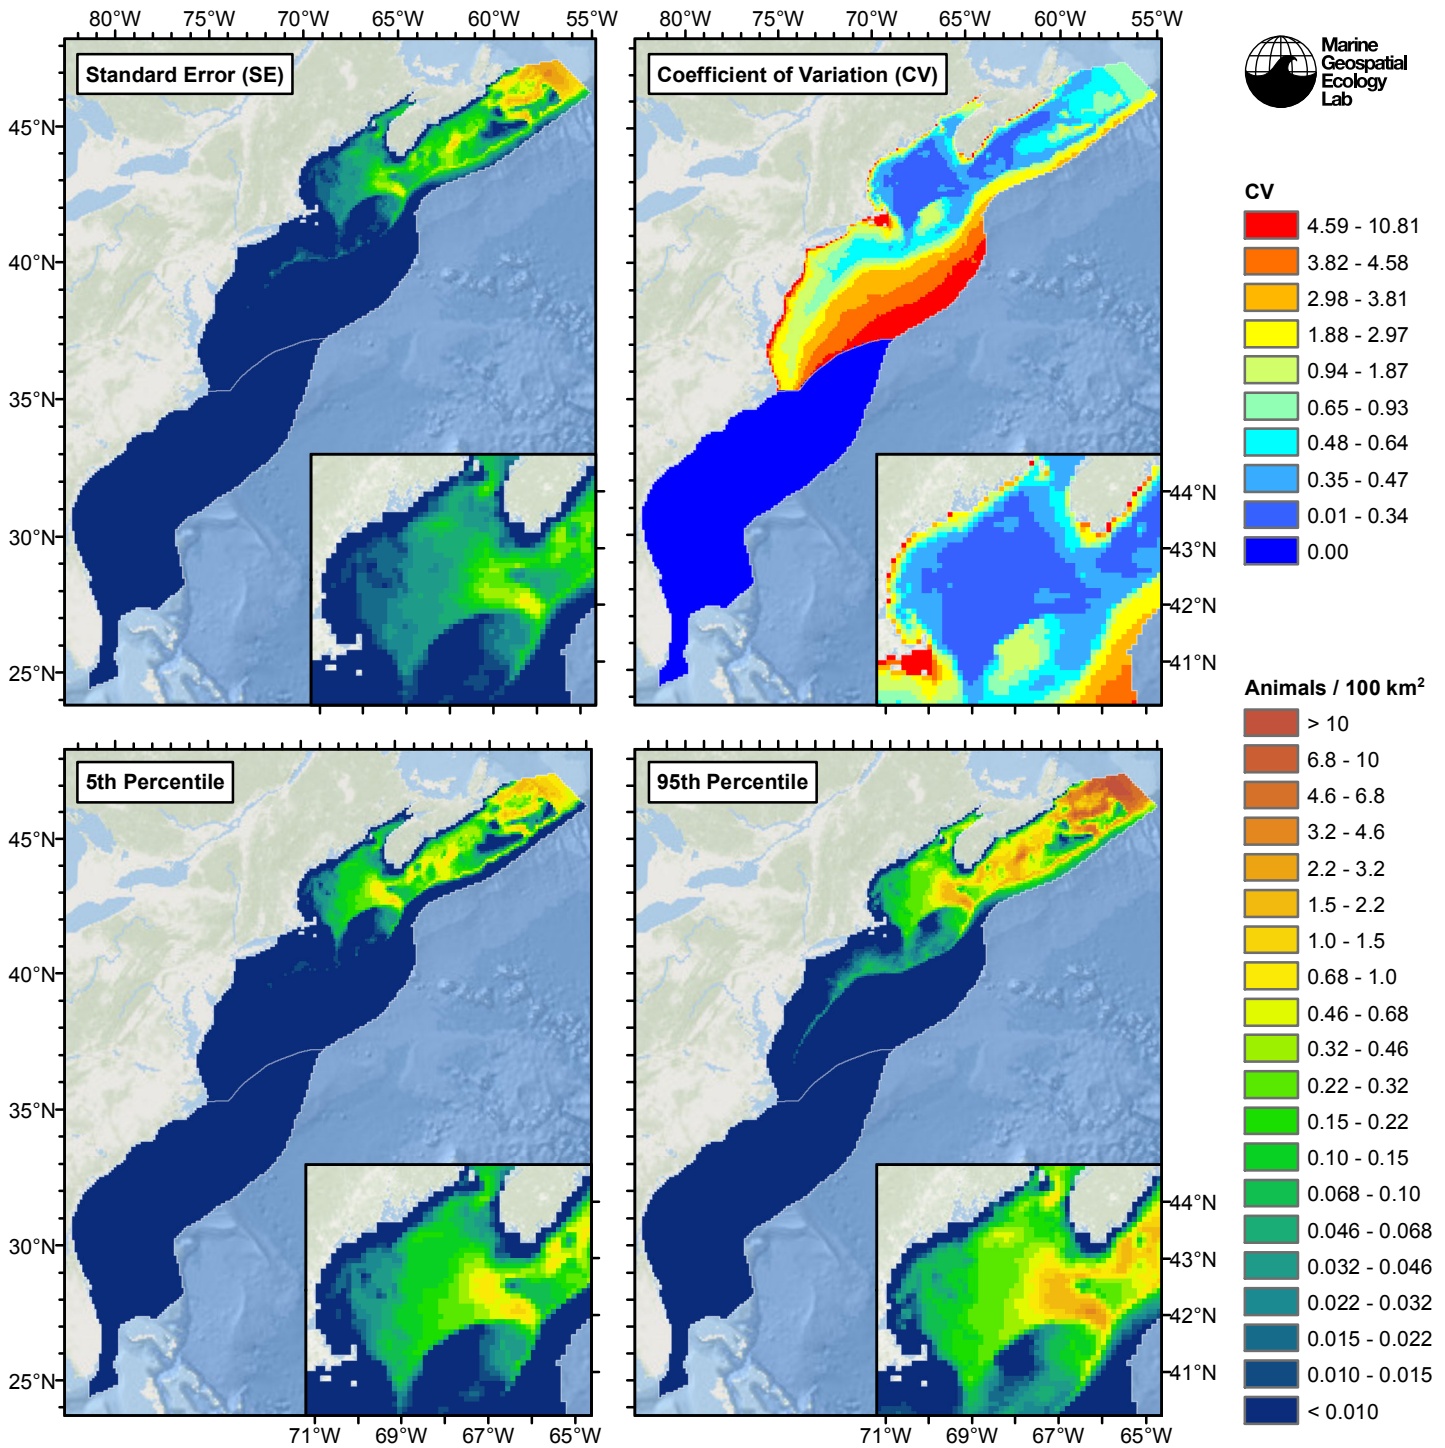 80°W 75°W 70°W 65°W 60°W 55°W
80°W 75°W 70°W 65°W 60°W 55°W
Standard Error (SE)
45°N
40°N
35°N
30°N
25°N
Coefficient of Variation (CV)
44°N
43°N
42°N
41°N
Marine
Geospatial
Ecology
Lab
CV
4.59 - 10.81
3.82 - 4.58
2.98 - 3.81
1.88 - 2.97
0.94 - 1.87
0.65 - 0.93
0.48 - 0.64
0.35 - 0.47
0.01 - 0.34
0.00
5th Percentile
45°N
40°N
35°N
30°N
25°N
71°W 69°W 67°W 65°W
95th Percentile
44°N
43°N
42°N
41°N
71°W 69°W 67°W 65°W
Animals / 100 km²
> 10
6.8 - 10
4.6 - 6.8
3.2 - 4.6
2.2 - 3.2
1.5 - 2.2
1.0 - 1.5
0.68 - 1.0
0.46 - 0.68
0.32 - 0.46
0.22 - 0.32
0.15 - 0.22
0.10 - 0.15
0.068 - 0.10
0.046 - 0.068
0.032 - 0.046
0.022 - 0.032
0.015 - 0.022
0.010 - 0.015
< 0.010